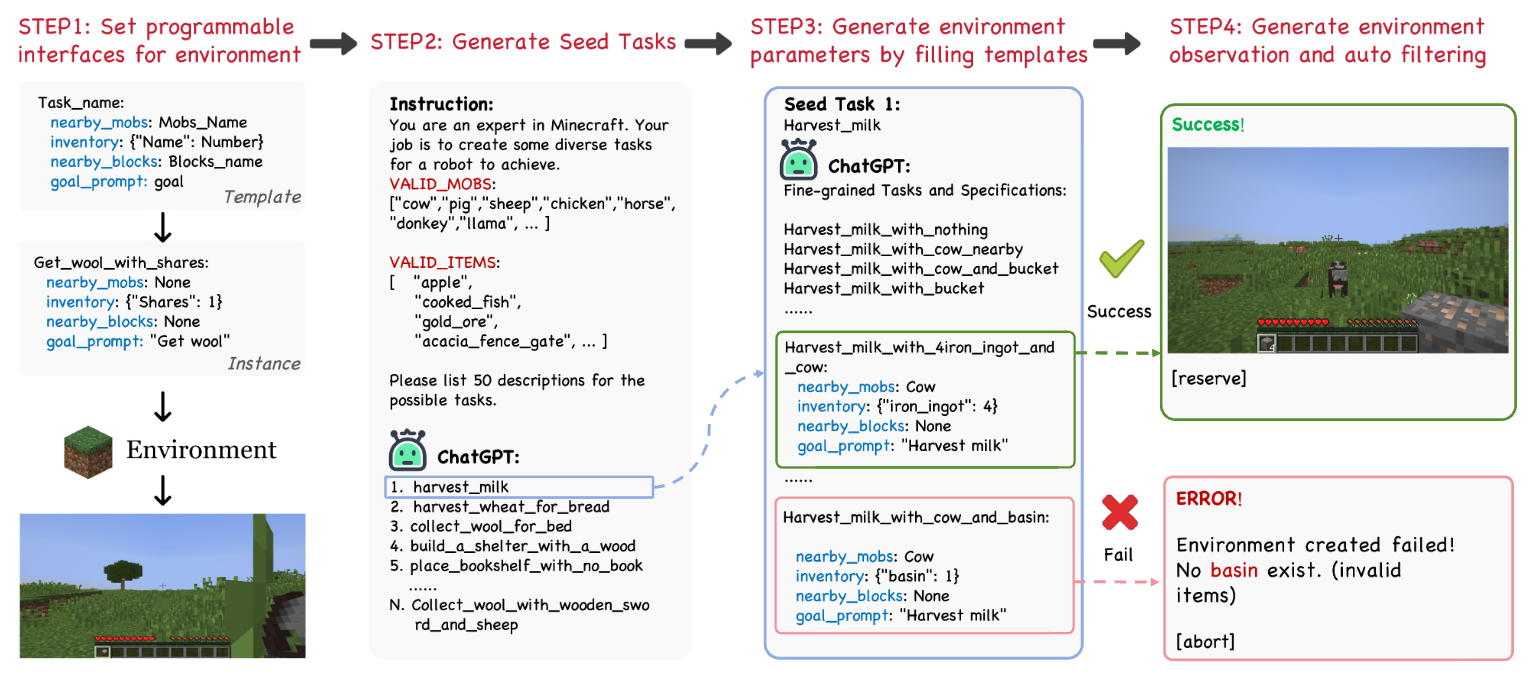 STEP1: Set programmable
interfaces for environment
STEP2: Generate Seed Tasks
STEP3: Generate environment
parameters by filling templates
STEP4: Generate environment
observation and auto filtering
Task_name:
nearby_mobs: Mobs_Name
inventory: {"Name": Number}
nearby_blocks: Blocks_name
goal_prompt: goal
Template
Get_wool_with_shares:
nearby_mobs: None
inventory: {"Shares": 1}
nearby_blocks: None
goal_prompt: "Get wool"
Instance
Environment
Instruction:
You are an expert in Minecraft. Your
job is to create some diverse tasks
for a robot to achieve.
VALID_MOBS:
["cow","pig","sheep","chicken","horse",
"donkey","llama", ... ]
VALID_ITEMS:
[ "apple",
"cooked_fish",
"gold_ore",
"acacia_fence_gate", ... ]
Please list 50 descriptions for the
possible tasks.
ChatGPT:
1. harvest_milk
2. harvest_wheat_for_bread
3. collect_wool_for_bed
4. build_a_shelter_with_a_wood
5. place_bookshelf_with_no_book
......
N. Collect_wool_with_wooden_swo
rd_and_sheep
Seed Task 1:
Harvest_milk
ChatGPT:
Fine-grained Tasks and Specifications:
Harvest_milk_with_nothing
Harvest_milk_with_cow_nearby
Harvest_milk_with_cow_and_bucket
Harvest_milk_with_bucket
......
Harvest_milk_with_4iron_ingot_and
_cow:
nearby_mobs: Cow
inventory: {"iron_ingot": 4}
nearby_blocks: None
goal_prompt: "Harvest milk"
......
Harvest_milk_with_cow_and_basin:
nearby_mobs: Cow
inventory: {"basin": 1}
nearby_blocks: None
goal_prompt: "Harvest milk"
Success
Fail
Success!
4
[reserve]
ERROR!
Environment created failed!
No basin exist. (invalid
items)
[abort]